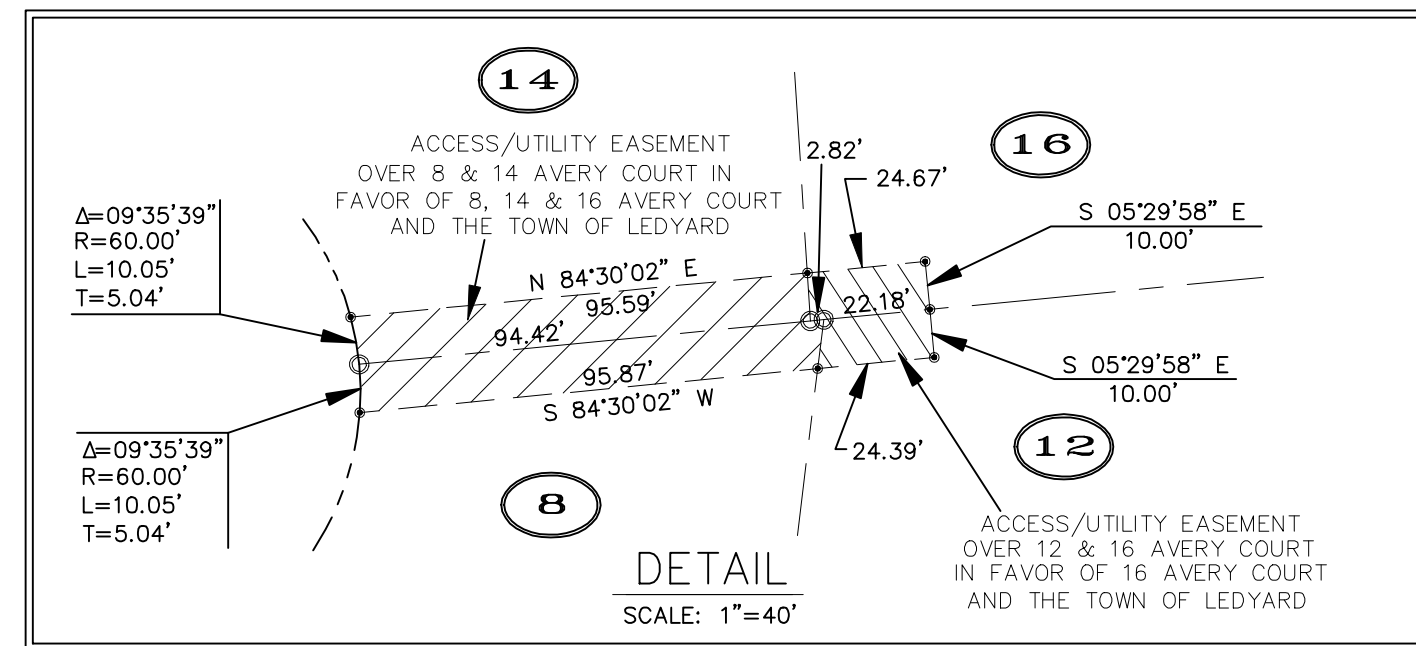 14
ACCESS/UTILITY EASEMENT
OVER 8 & 14 AVERY COURT IN
FAVOR OF 8, 14 & 16 AVERY COURT
AND THE TOWN OF LEDYARD
16
2.82'
24.67'
S 05°29'58" E
10.00'
Δ=09°35'39"
R=60.00'
L=10.05'
T=5.04'
N 84°30'02" E
95.59'
94.42'
22.18'
95.87'
S 84°30'02" W
S 05°29'58" E
10.00'
Δ=09°35'39"
R=60.00'
L=10.05'
T=5.04'
24.39'
12
8
ACCESS/UTILITY EASEMENT
OVER 12 & 16 AVERY COURT
IN FAVOR OF 16 AVERY COURT
AND THE TOWN OF LEDYARD
DETAIL
SCALE: 1"=40'